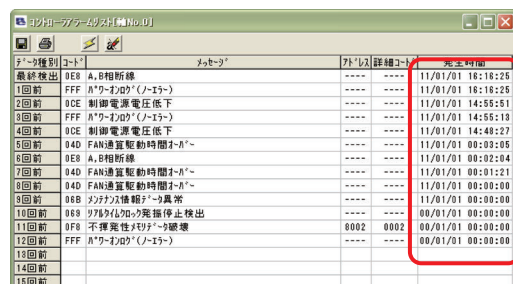 コントローラアラームリスト[軸No.0]
データ種別 コード メッセージ アドレス 詳細コード 発生時間
最終検出 0E8 A,B相断線 ---- ---- 11/01/01 16:18:25
1回前 FFF パワーオンログ(ノーエラー) ---- ---- 11/01/01 16:16:25
2回前 0CE 制御電源電圧低下 ---- ---- 11/01/01 14:55:51
3回前 FFF パワーオンログ(ノーエラー) ---- ---- 11/01/01 14:55:13
4回前 0CE 制御電源電圧低下 ---- ---- 11/01/01 14:48:27
5回前 04D FAN通算駆動時間オーバー ---- ---- 11/01/01 00:03:05
6回前 0E8 A,B相断線 ---- ---- 11/01/01 00:02:04
7回前 04D FAN通算駆動時間オーバー ---- ---- 11/01/01 00:01:21
8回前 04D FAN通算駆動時間オーバー ---- ---- 11/01/01 00:00:00
9回前 06B メンテナンス情報データ異常 ---- ---- 11/01/01 00:00:00
10回前 069 リアルタイムクロック発振停止検出 ---- ---- 00/01/01 00:00:00
11回前 0F8 不揮発性メモリデータ破壊 8002 0002 00/01/01 00:00:00
12回前 FFF パワーオンログ(ノーエラー) ---- ---- 00/01/01 00:00:00
13回前
14回前
15回前